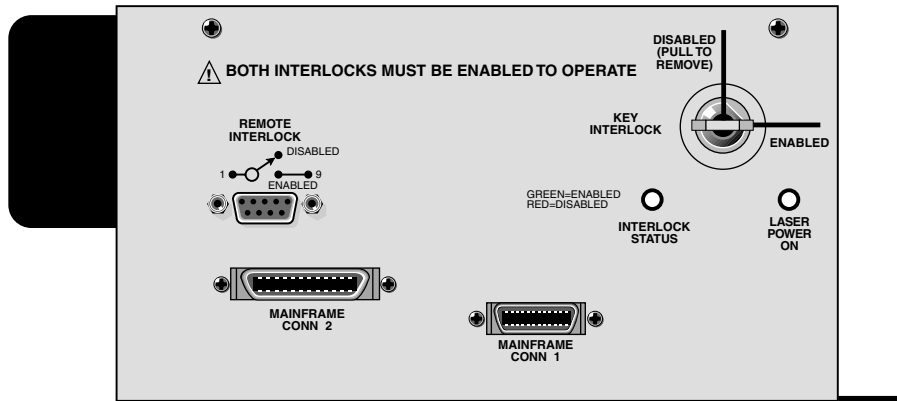 DISABLED
(PULL TO
REMOVE)
BOTH INTERLOCKS MUST BE ENABLED TO OPERATE
KEY
INTERLOCK
REMOTE
INTERLOCK
ENABLED
DISABLED
1
9
ENABLED
GREEN=ENABLED
RED=DISABLED
INTERLOCK
STATUS
LASER
POWER
ON
MAINFRAME
CONN 2
MAINFRAME
CONN 1